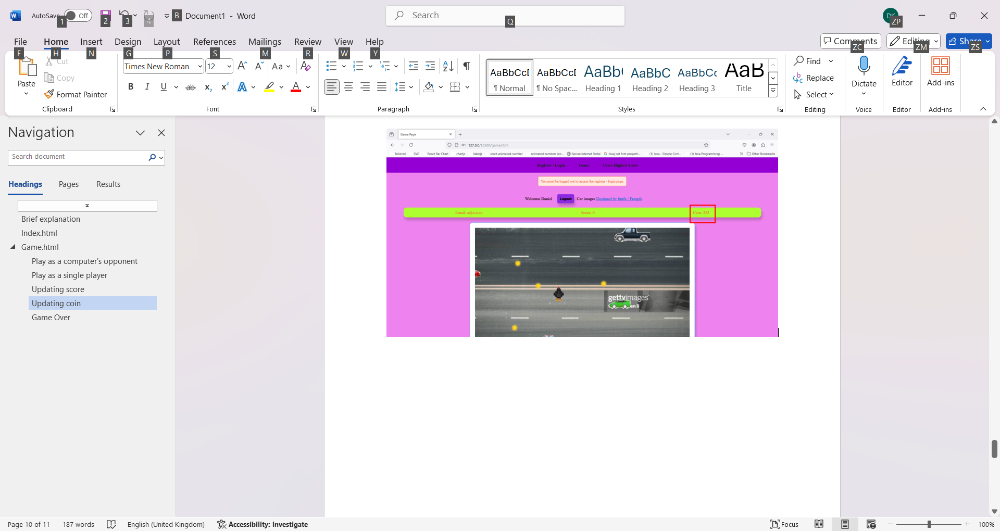 AutoSave Off
1 2 3 4 B
Document1 - Word
Search
Q
DK
ZP
File Home Insert Design Layout References Mailings Review View Help
Comments Editing Share
F H N G P S M R W Y ZC ZM ZS
Paste
Cut
Copy
Format Painter
Clipboard
Times New Roman 12
Aa
B I U ab x2 x2 A A
Font
Paragraph
AaBbCcD
¶ Normal
AaBbCcD
¶ No Spac...
AaBb(
Heading 1
AaBbC
Heading 2
AaBbCc
Heading 3
AaB
Title
Styles
Find
Replace
Select
Editing
Dictate
Voice
Editor
Editor
Add-ins
Add-ins
Navigation
Search document
Headings Pages Results
Brief explanation
Index.html
Game.html
Play as a computer’s opponent
Play as a single player
Updating score
Updating coin
Game Over
Game Page
127.0.0.1:5500/game.html
Tailwind SVG React Bar Chart chartjs fakerjs react-animated-number animated numbers (co... Secure Internet Portal bluej set font properti... (1) Java - Simple Com... (1) Java Programming ... Other Bookmarks
Register / Login Game Users Highest Score
You must be logged out to access the register / login page.
Welcome Daniel Logout Car images Designed by brgfx / Freepik
Email: a@a.com Score: 0 Coin: 253
gettyimages
en li
Page 10 of 11 187 words English (United Kingdom) Accessibility: Investigate
Focus
100%